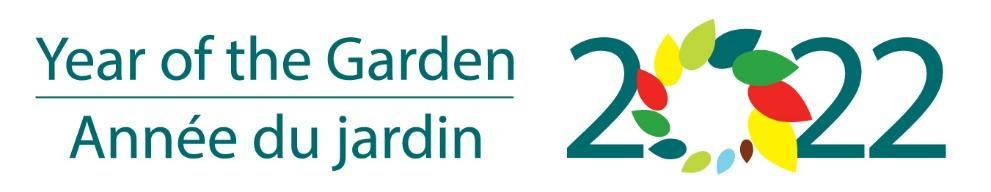 Year of the Garden
Année du jardin
2022